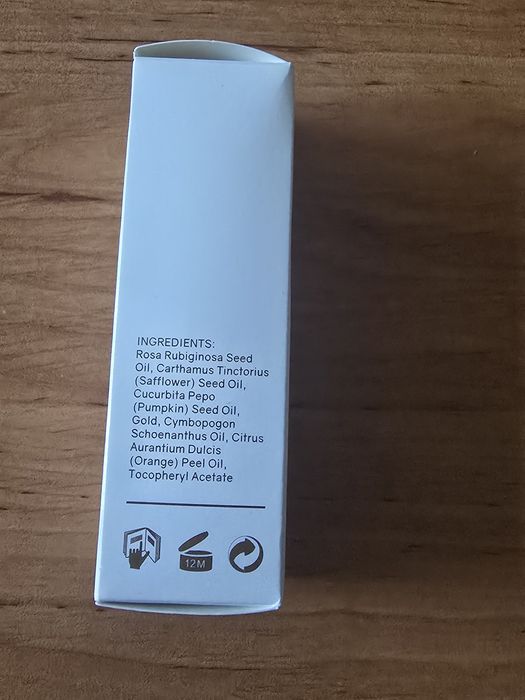 INGREDIENTS:
Rosa Rubiginosa Seed
Oil, Carthamus Tinctorius
(Safflower) Seed Oil,
Cucurbita Pepo
(Pumpkin) Seed Oil,
Gold, Cymbopogon
Schoenanthus Oil, Citrus
Aurantium Dulcis
(Orange) Peel Oil,
Tocopheryl Acetate
12M